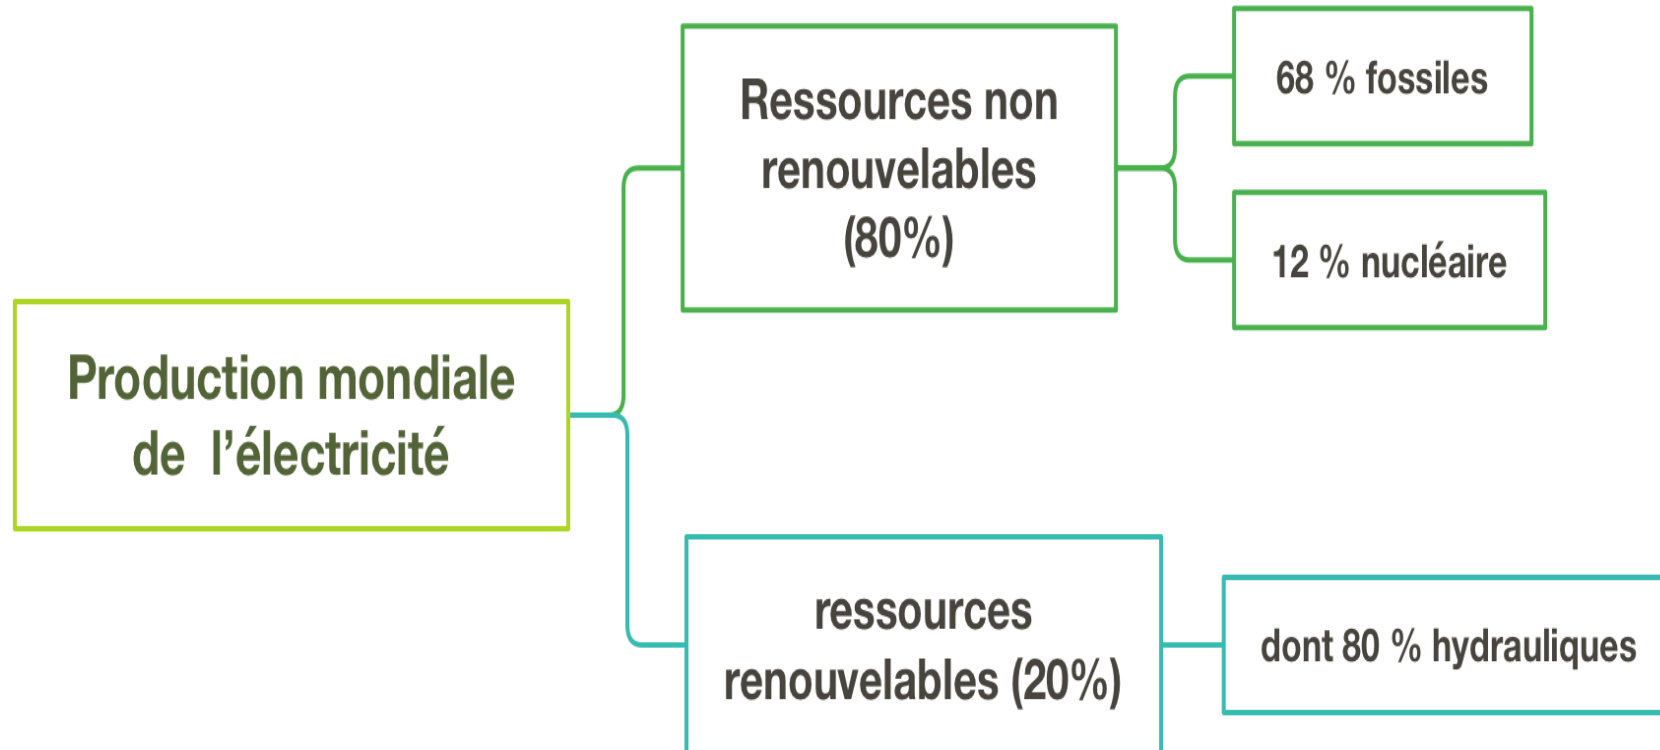 Production mondiale
de l’électricité
Ressources non
renouvelables
(80%)
68 % fossiles
12 % nucléaire
ressources
renouvelables (20%)
dont 80 % hydrauliques